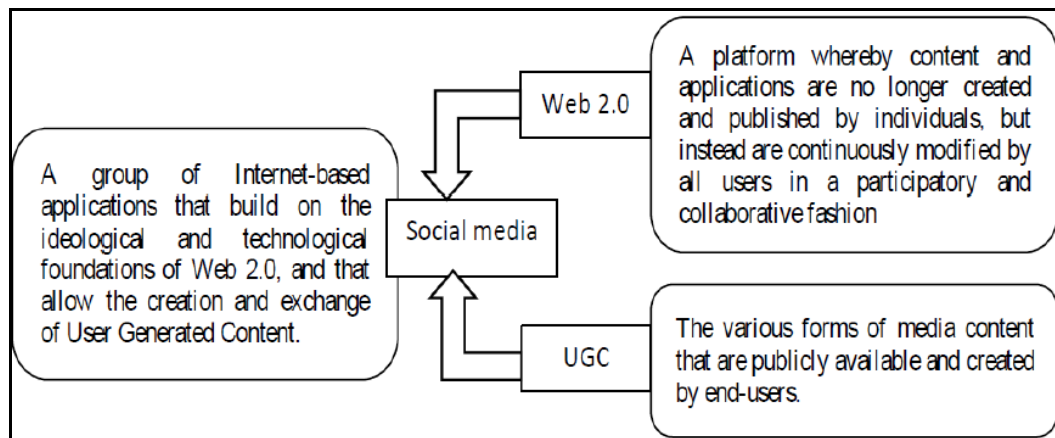 A group of Internet-based
applications that build on the
ideological and technological
foundations of Web 2.0, and that
allow the creation and exchange
of User Generated Content.
Social media
Web 2.0
A platform whereby content and
applications are no longer created
and published by individuals, but
instead are continuously modified by
all users in a participatory and
collaborative fashion
UGC
The various forms of media content
that are publicly available and created
by end-users.